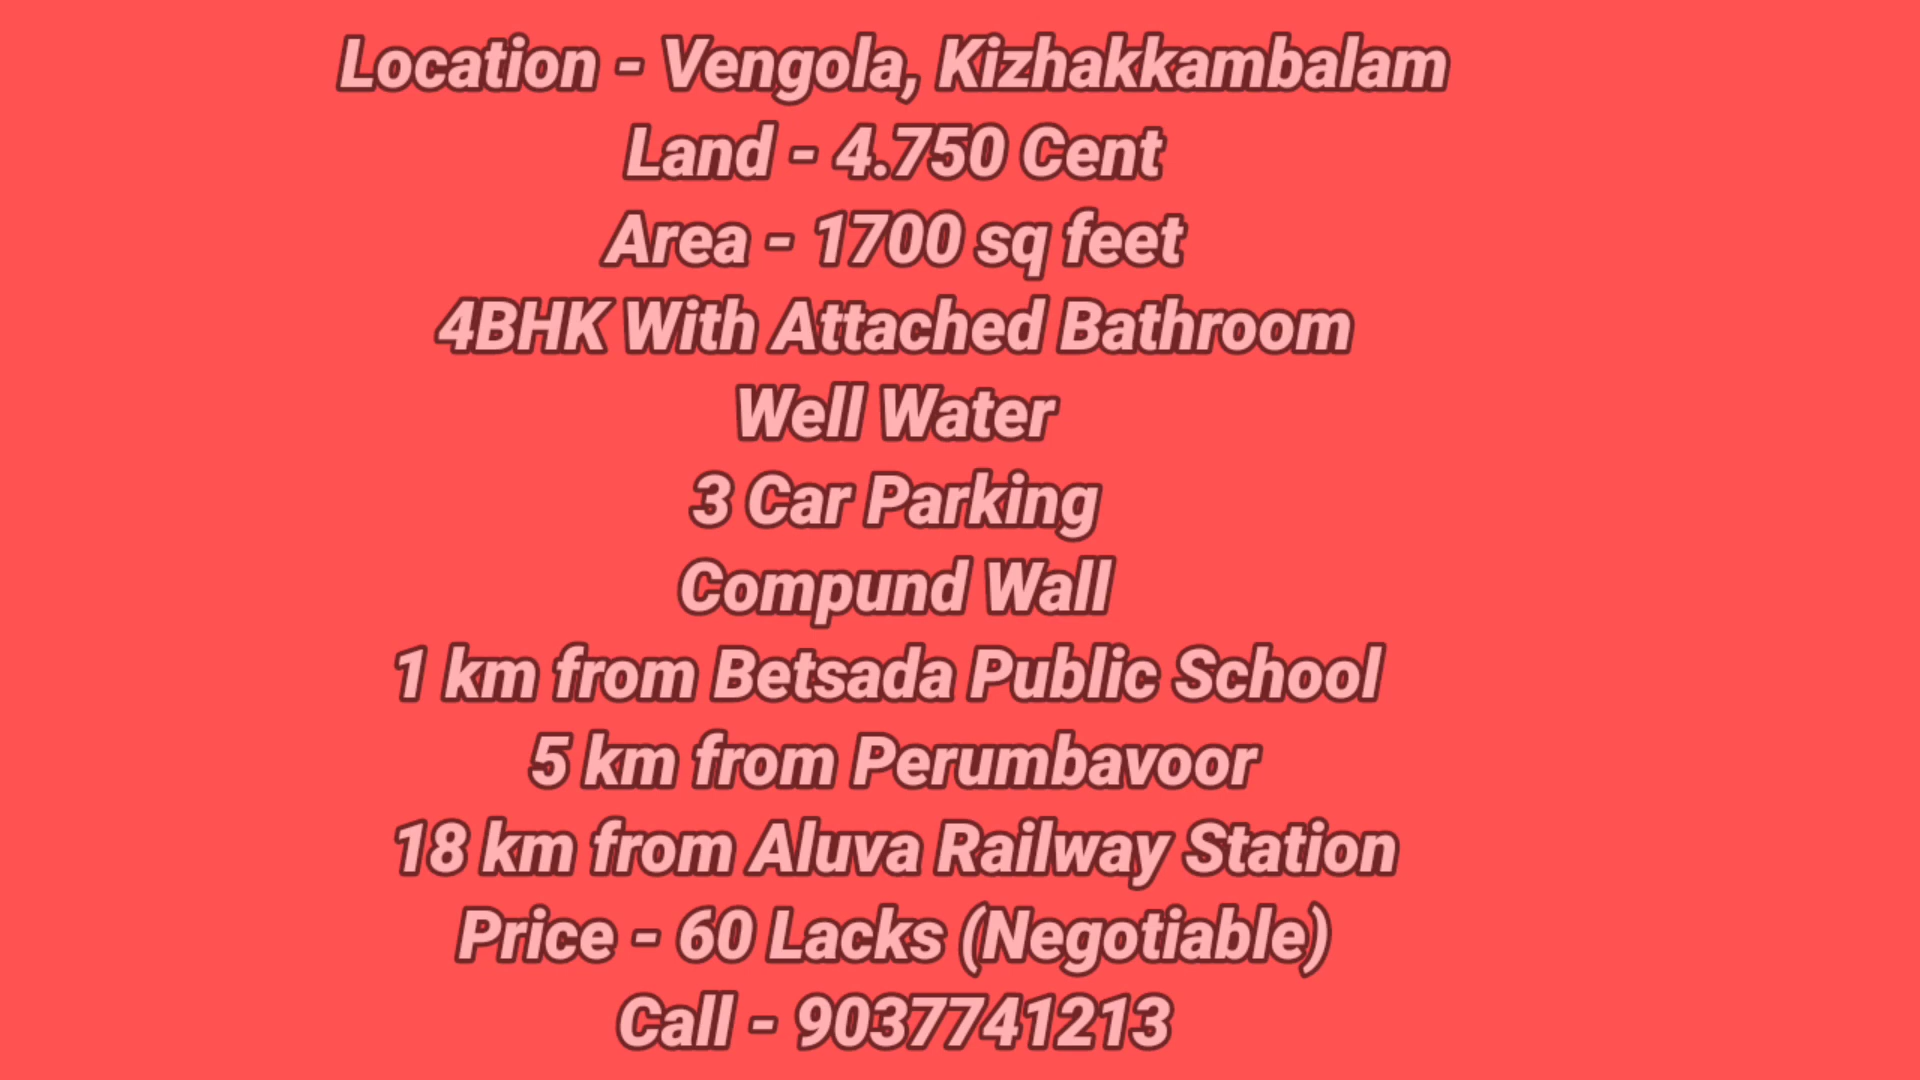 Location - Vengola, Kizhakkambalam
Land - 4.750 Cent
Area - 1700 sq feet
4BHK With Attached Bathroom
Well Water
3 Car Parking
Compund Wall
1 km from Betsada Public School
5 km from Perumbavoor
18 km from Aluva Railway Station
Price - 60 Lacks (Negotiable)
Call - 9037741213